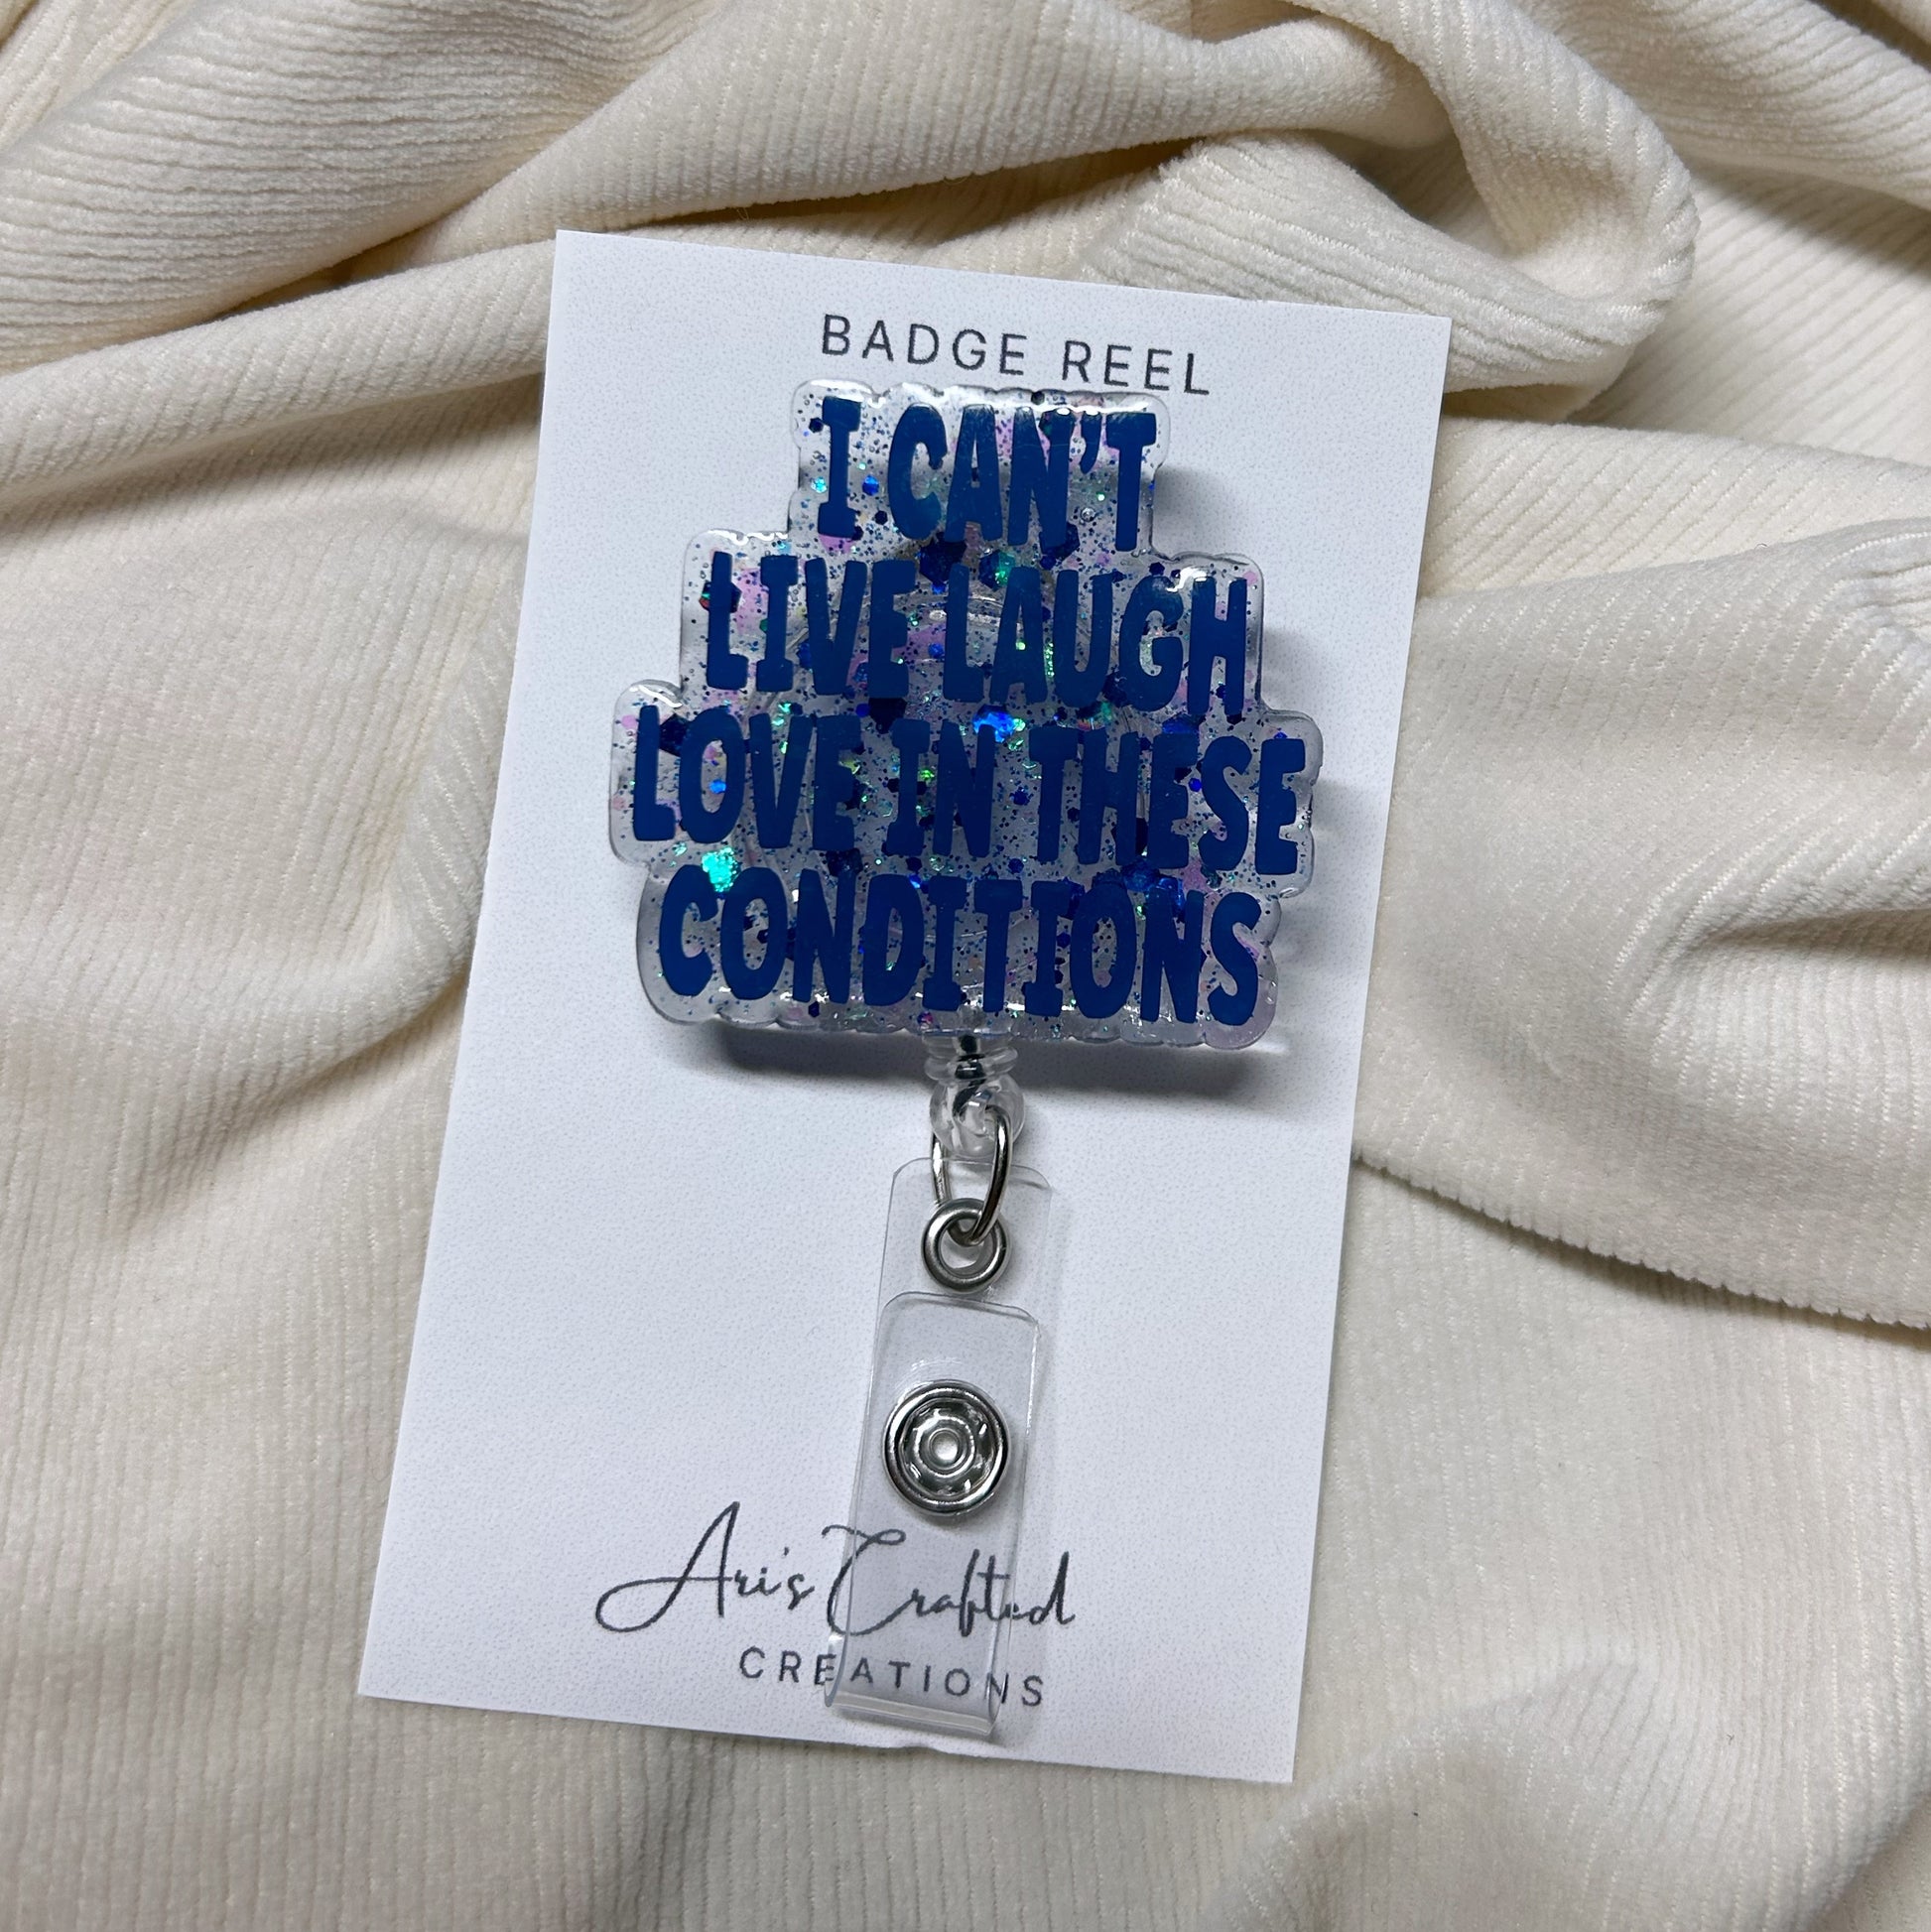 BADGE REEL
I CAN'T
LIVE LAUGH
LOVE IN THESE
CONDITIONS
Ari's Crafted
CREATIONS